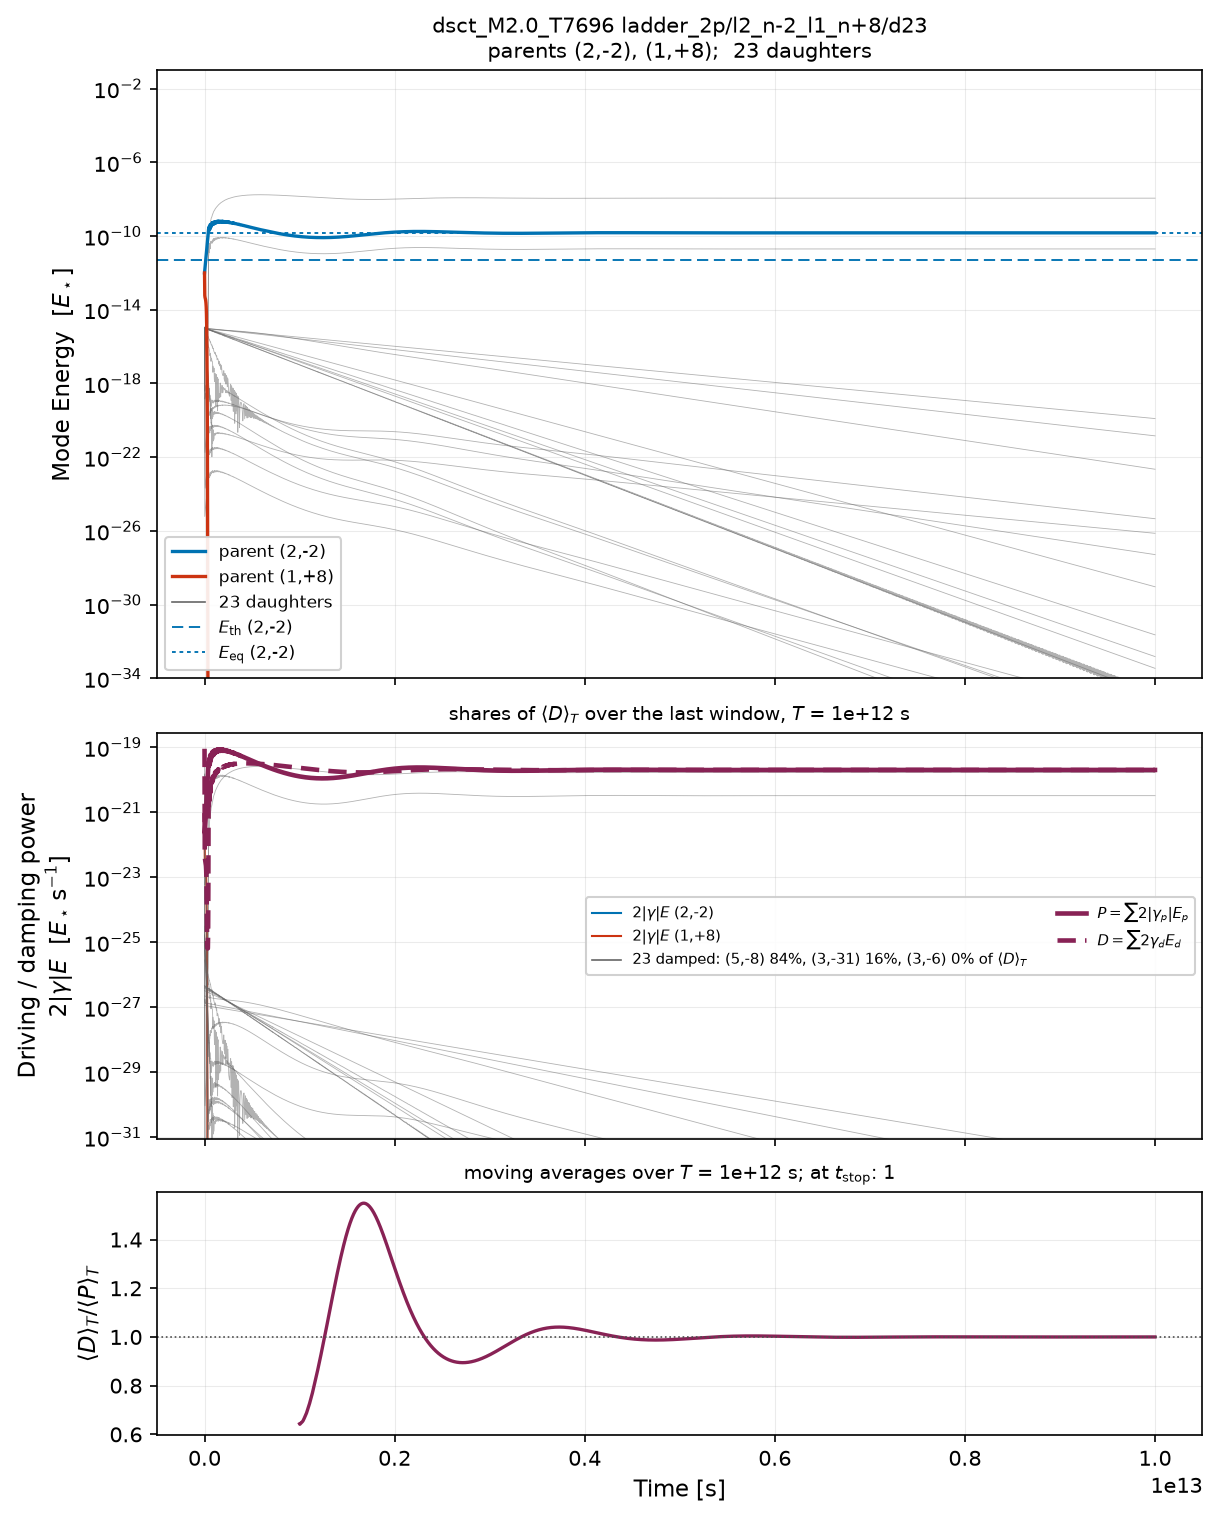 dsct_M2.0_T7696 ladder_2p/l2_n-2_l1_n+8/d23
parents (2,-2), (1,+8);  23 daughters
Mode Energy [E⋆]
10⁻²
10⁻⁶
10⁻¹⁰
10⁻¹⁴
10⁻¹⁸
10⁻²²
10⁻²⁶
10⁻³⁰
10⁻³⁴
parent (2,-2)
parent (1,+8)
23 daughters
E_th (2,-2)
E_eq (2,-2)
shares of ⟨D⟩_T over the last window, T = 1e+12 s
Driving / damping power
2|γ|E [E⋆ s⁻¹]
10⁻¹⁹
10⁻²¹
10⁻²³
10⁻²⁵
10⁻²⁷
10⁻²⁹
10⁻³¹
2|γ|E (2,-2)
2|γ|E (1,+8)
23 damped: (5,-8) 84%, (3,-31) 16%, (3,-6) 0% of ⟨D⟩_T
P = ∑2|γ_p|E_p
D = ∑2γ_dE_d
moving averages over T = 1e+12 s; at t_stop: 1
⟨D⟩_T/⟨P⟩_T
1.4
1.2
1.0
0.8
0.6
0.0 0.2 0.4 0.6 0.8 1.0
1e13
Time [s]